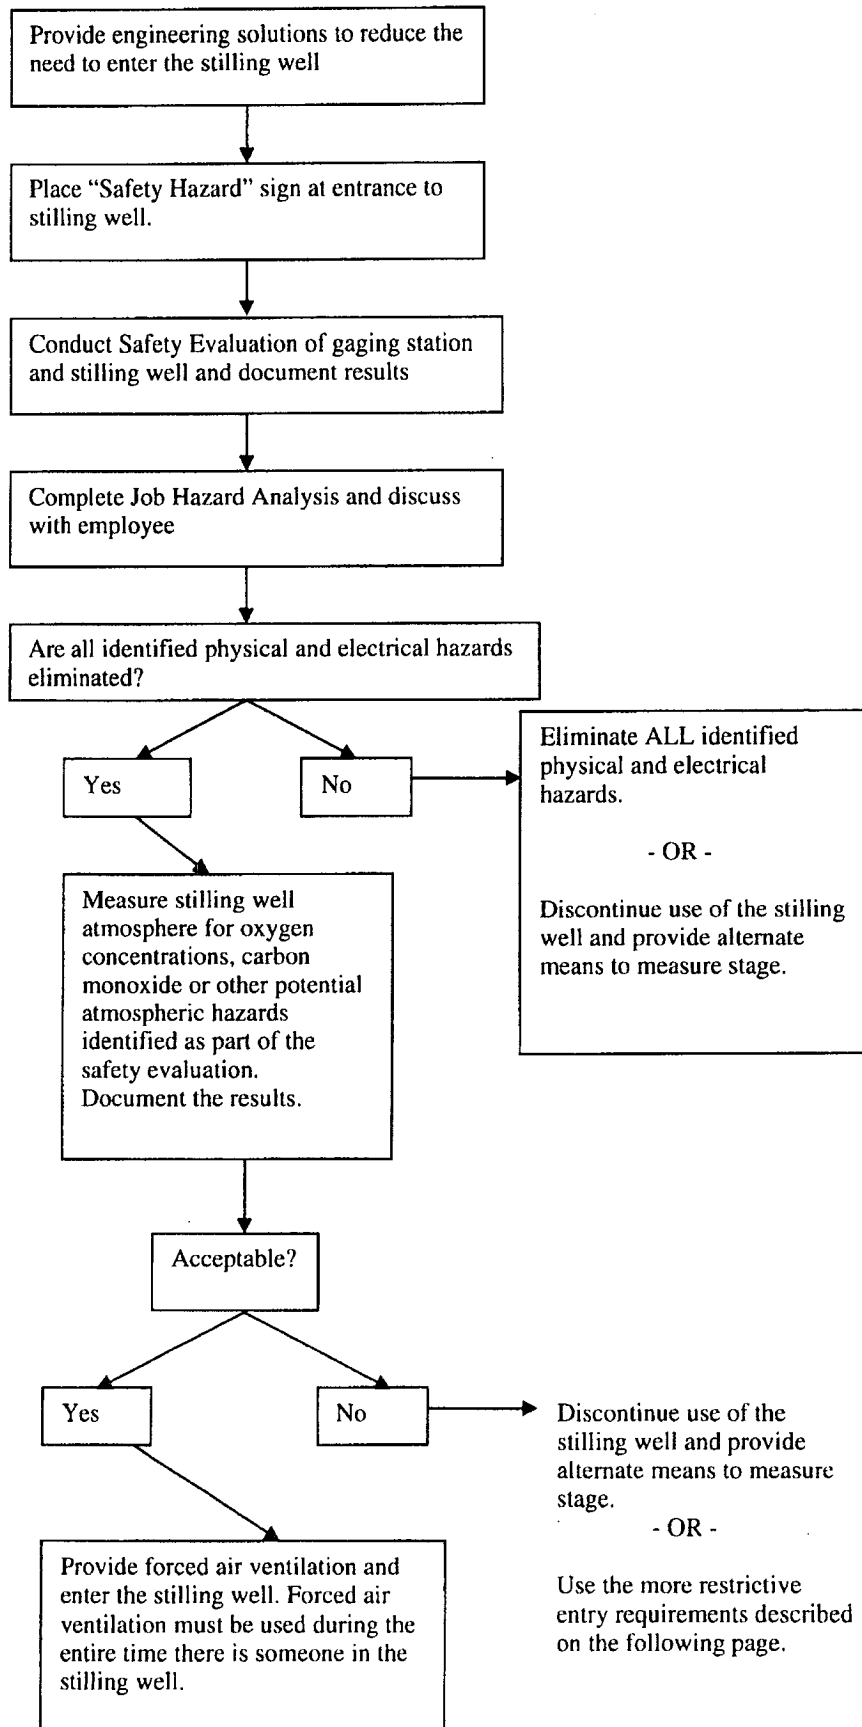 Provide engineering solutions to reduce the
need to enter the stilling well
Place “Safety Hazard” sign at entrance to
stilling well.
Conduct Safety Evaluation of gaging station
and stilling well and document results
Complete Job Hazard Analysis and discuss
with employee
Are all identified physical and electrical hazards
eliminated?
Yes
No
Eliminate ALL identified
physical and electrical
hazards.
- OR -
Discontinue use of the stilling
well and provide alternate
means to measure stage.
Measure stilling well
atmosphere for oxygen
concentrations, carbon
monoxide or other potential
atmospheric hazards
identified as part of the
safety evaluation.
Document the results.
Acceptable?
Yes
No
Discontinue use of the
stilling well and provide
alternate means to measure
stage.
- OR -
Use the more restrictive
entry requirements described
on the following page.
Provide forced air ventilation and
enter the stilling well. Forced air
ventilation must be used during the
entire time there is someone in the
stilling well.